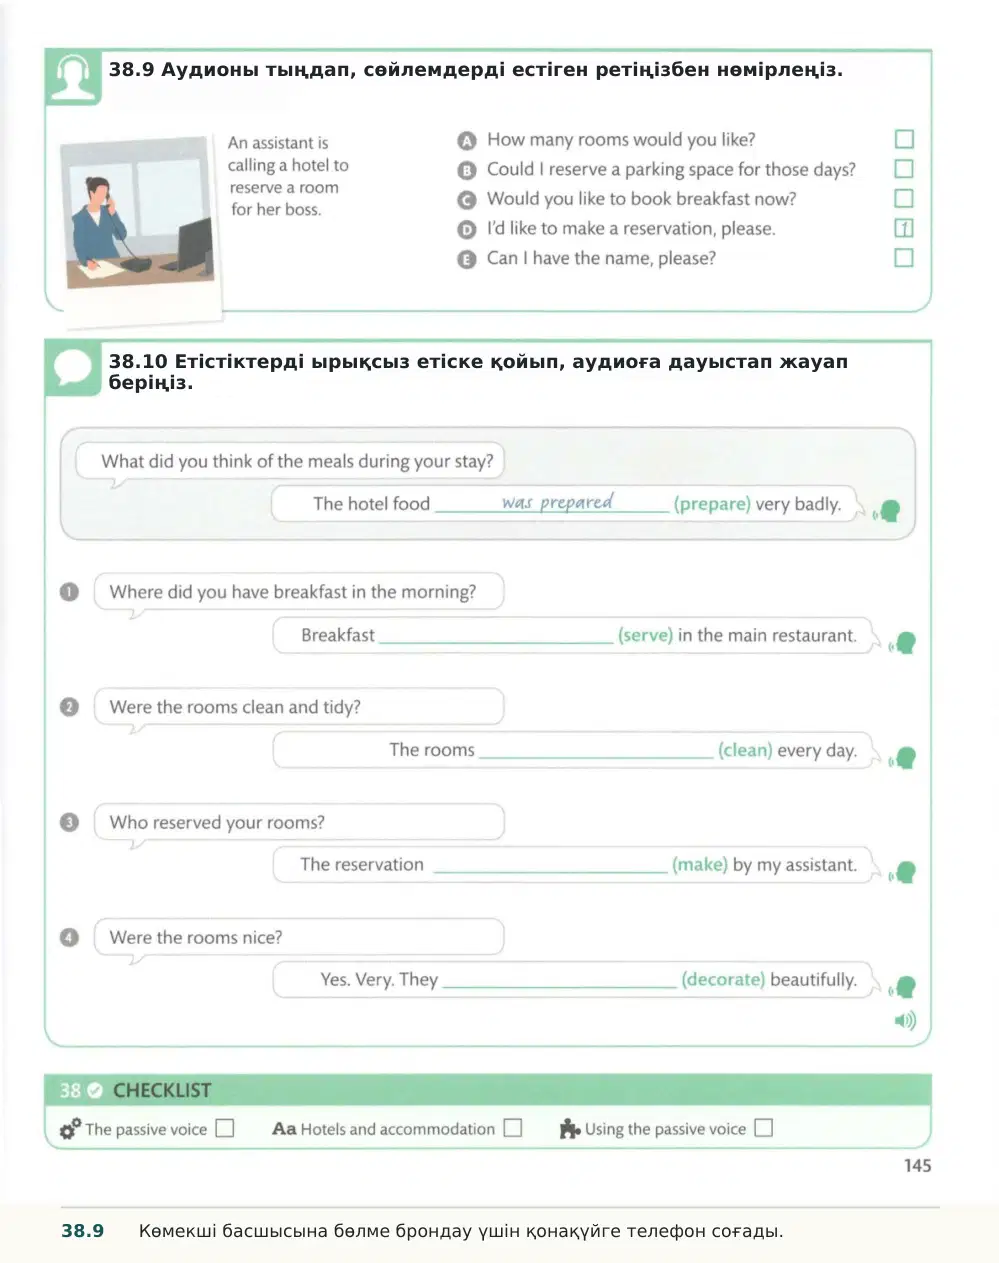 38.9 Аудионы тыңдап, сөйлемдерді естіген ретіңізбен нөмірлеңіз.
An assistant is
calling a hotel to
reserve a room
for her boss.
A How many rooms would you like?
B Could I reserve a parking space for those days?
C Would you like to book breakfast now?
D I'd like to make a reservation, please. 1
E Can I have the name, please?
38.10 Етістіктерді ырықсыз етіске қойып, аудиоға дауыстап жауап
беріңіз.
What did you think of the meals during your stay?
The hotel food was prepared (prepare) very badly.
1 Where did you have breakfast in the morning?
Breakfast (serve) in the main restaurant.
2 Were the rooms clean and tidy?
The rooms (clean) every day.
3 Who reserved your rooms?
The reservation (make) by my assistant.
4 Were the rooms nice?
Yes. Very. They (decorate) beautifully.
38 CHECKLIST
The passive voice Aa Hotels and accommodation Using the passive voice
145
38.9 Көмекші басшысына бөлме брондау үшін қонақүйге телефон соғады.